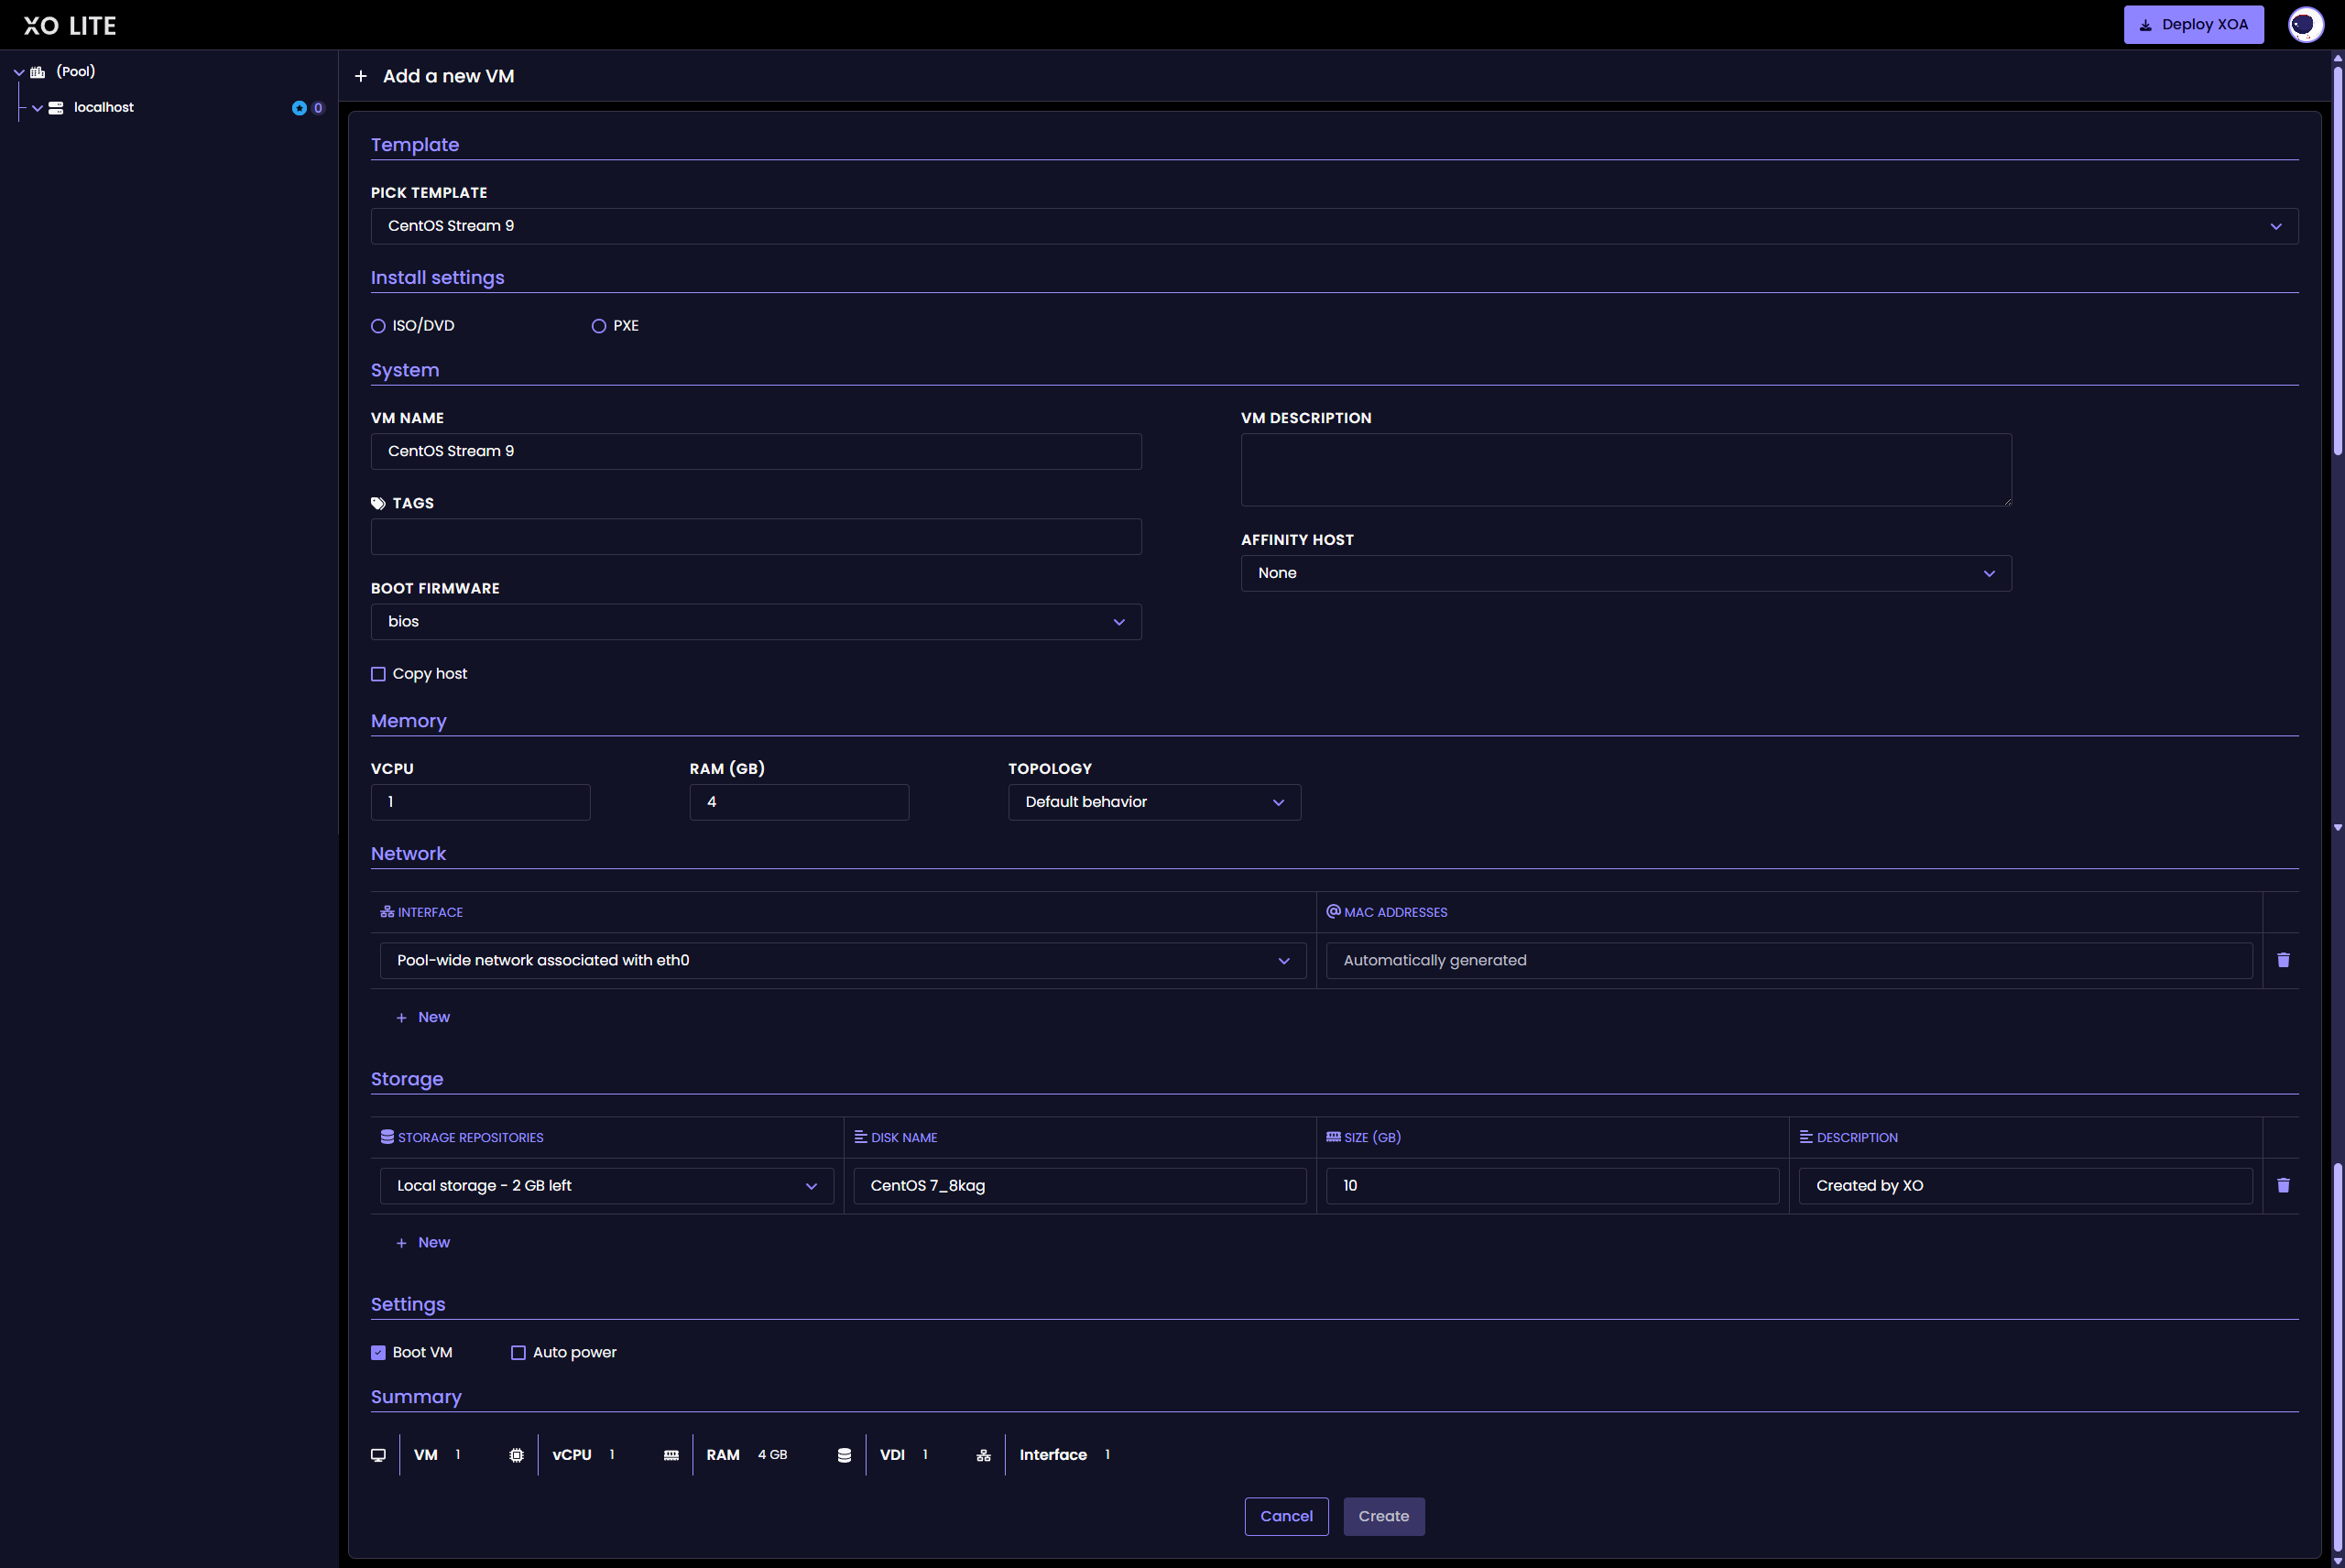 XO LITE
Deploy XOA
(Pool)
localhost
0
Add a new VM
Template
PICK TEMPLATE
CentOS Stream 9
Install settings
ISO/DVD PXE
System
VM NAME
CentOS Stream 9
TAGS
BOOT FIRMWARE
bios
Copy host
VM DESCRIPTION
AFFINITY HOST
None
Memory
VCPU RAM (GB) TOPOLOGY
1 4 Default behavior
Network
INTERFACE @ MAC ADDRESSES
Pool-wide network associated with eth0 Automatically generated
+ New
Storage
STORAGE REPOSITORIES DISK NAME SIZE (GB) DESCRIPTION
Local storage - 2 GB left CentOS 7_8kag 10 Created by XO
+ New
Settings
Boot VM Auto power
Summary
VM 1 vCPU 1 RAM 4 GB VDI 1 Interface 1
Cancel Create